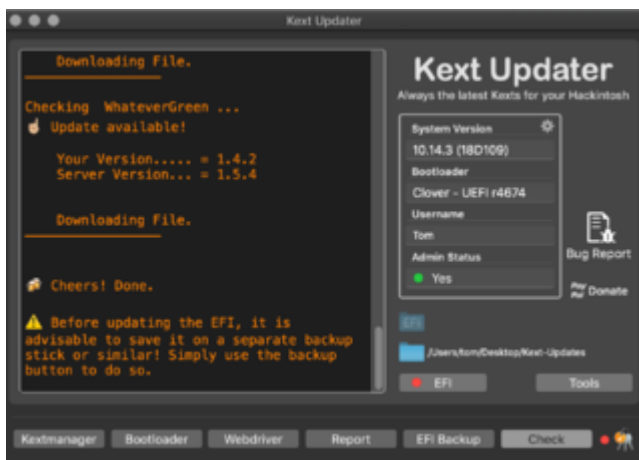 Kext Updater
Downloading File.
Checking WhateverGreen ...
Update available!
Your Version..... = 1.4.2
Server Version... = 1.5.4
Downloading File.
Cheers! Done.
Before updating the EFI, it is
advisable to save it on a separate backup
stick or similar! Simply use the backup
button to do so.
Kext Updater
Always the latest Kexts for your Hackintosh
System Version
10.14.3 (18D109)
Bootloader
Clover - UEFI r4674
Username
Tom
Admin Status
Yes
Bug Report
Donate
EFI
/Users/tom/Desktop/Kext-Updates
EFI
Tools
Kextmanager
Bootloader
Webdriver
Report
EFI Backup
Check